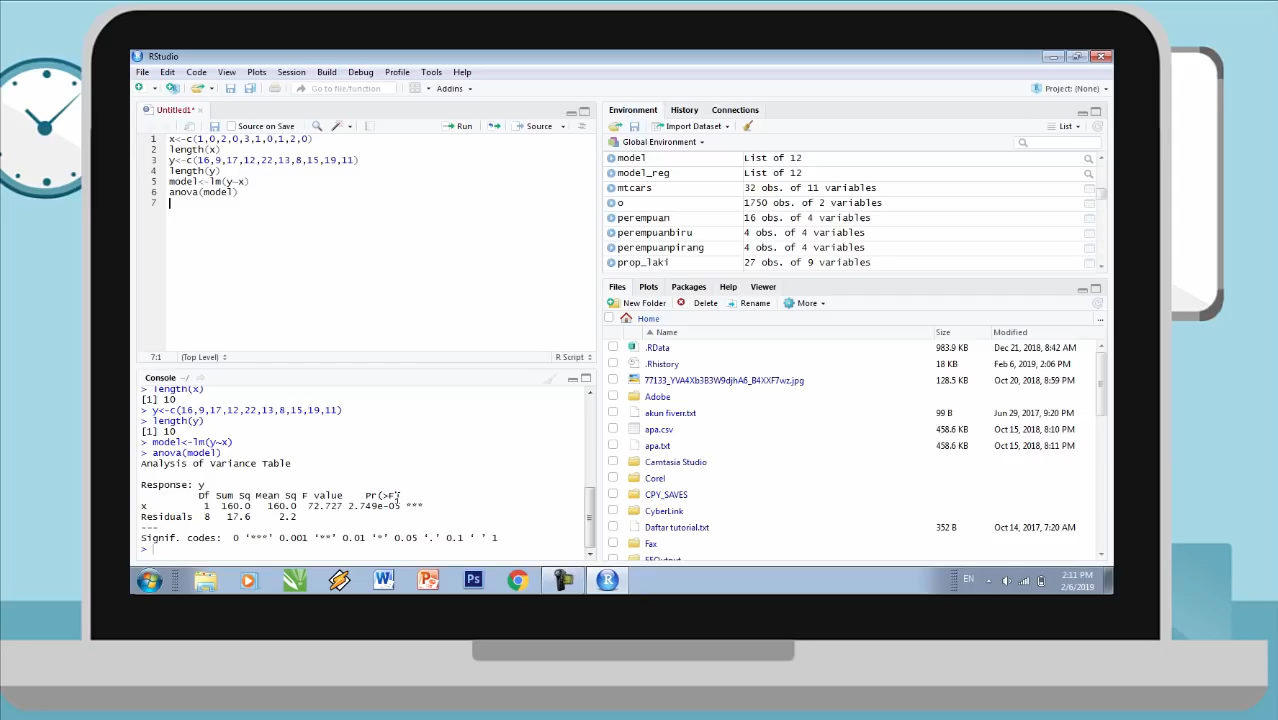 RStudio
File Edit Code View Plots Session Build Debug Profile Tools Help
Go to file/function Addins Project: (None)
Untitled1*
Source on Save Run Source
1 x<-c(1,0,2,0,3,1,0,1,2,0)
2 length(x)
3 y<-c(16,9,17,12,22,13,8,15,19,11)
4 length(y)
5 model<-lm(y~x)
6 anova(model)
7
7:1 (Top Level) R Script
Console ~/
> length(x)
[1] 10
> y<-c(16,9,17,12,22,13,8,15,19,11)
> length(y)
[1] 10
> model<-lm(y~x)
> anova(model)
Analysis of Variance Table
Response: y
Df Sum Sq Mean Sq F value Pr(>F)
x 1 160.0 160.0 72.727 2.749e-05 ***
Residuals 8 17.6 2.2
---
Signif. codes: 0 ‘***’ 0.001 ‘**’ 0.01 ‘*’ 0.05 ‘.’ 0.1 ‘ ’ 1
>
Environment History Connections
Import Dataset List
Global Environment
model List of 12
model_reg List of 12
mtcars 32 obs. of 11 variables
o 1750 obs. of 2 variables
perempuan 16 obs. of 4 variables
perempuanbiru 4 obs. of 4 variables
perempuanpirang 4 obs. of 4 variables
prop_laki 27 obs. of 9 variables
Files Plots Packages Help Viewer
New Folder Delete Rename More
Home ...
Name Size Modified
.RData 983.9 KB Dec 21, 2018, 8:42 AM
.Rhistory 18 KB Feb 6, 2019, 2:06 PM
77133_YVA4Xb3B3W9djhA6_B4XXF7wz.jpg 128.5 KB Oct 20, 2018, 8:59 PM
Adobe
akun fiverr.txt 99 B Jun 29, 2017, 9:20 PM
apa.csv 458.6 KB Oct 15, 2018, 8:10 PM
apa.txt 458.6 KB Oct 15, 2018, 8:11 PM
Camtasia Studio
Corel
CPY_SAVES
CyberLink
Daftar tutorial.txt 352 B Oct 14, 2017, 7:20 AM
Fax
EN 2:11 PM
2/6/2019